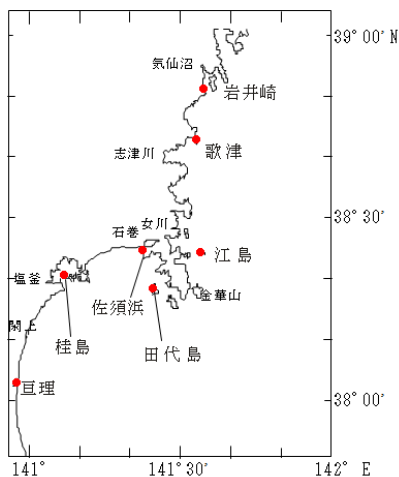 39°00′N
気仙沼
岩井崎
歌津
志津川
38°30′
女川
石巻
江島
塩釜
佐須浜
金華山
閖上
桂島
田代島
亘理
38°00′
141°
141°30′
142° E